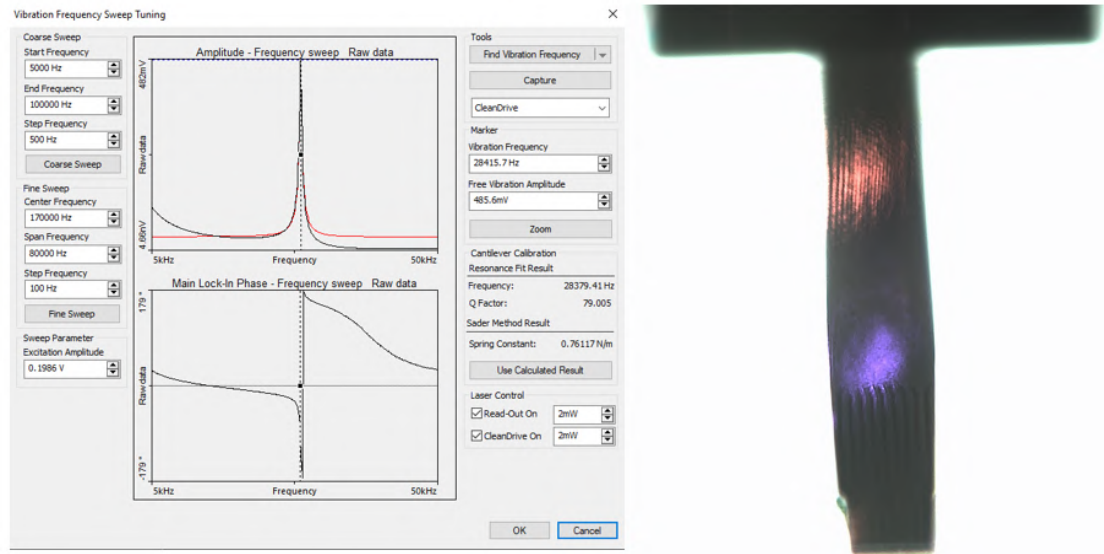 Vibration Frequency Sweep Tuning
Coarse Sweep
Start Frequency
5000 Hz
End Frequency
100000 Hz
Step Frequency
500 Hz
Coarse Sweep
Fine Sweep
Center Frequency
170000 Hz
Span Frequency
80000 Hz
Step Frequency
100 Hz
Fine Sweep
Sweep Parameter
Excitation Amplitude
0.1986 V
Amplitude - Frequency sweep Raw data
482mV
Raw data
4.66mV
5kHz Frequency 50kHz
Main Lock-In Phase - Frequency sweep Raw data
179 °
Raw data
-179 °
5kHz Frequency 50kHz
Tools
Find Vibration Frequency
Capture
CleanDrive
Marker
Vibration Frequency
28415.7 Hz
Free Vibration Amplitude
485.6mV
Zoom
Cantilever Calibration
Resonance Fit Result
Frequency: 28379.41 Hz
Q Factor: 79.005
Sader Method Result
Spring Constant: 0.76117 N/m
Use Calculated Result
Laser Control
Read-Out On 2mW
CleanDrive On 2mW
OK Cancel